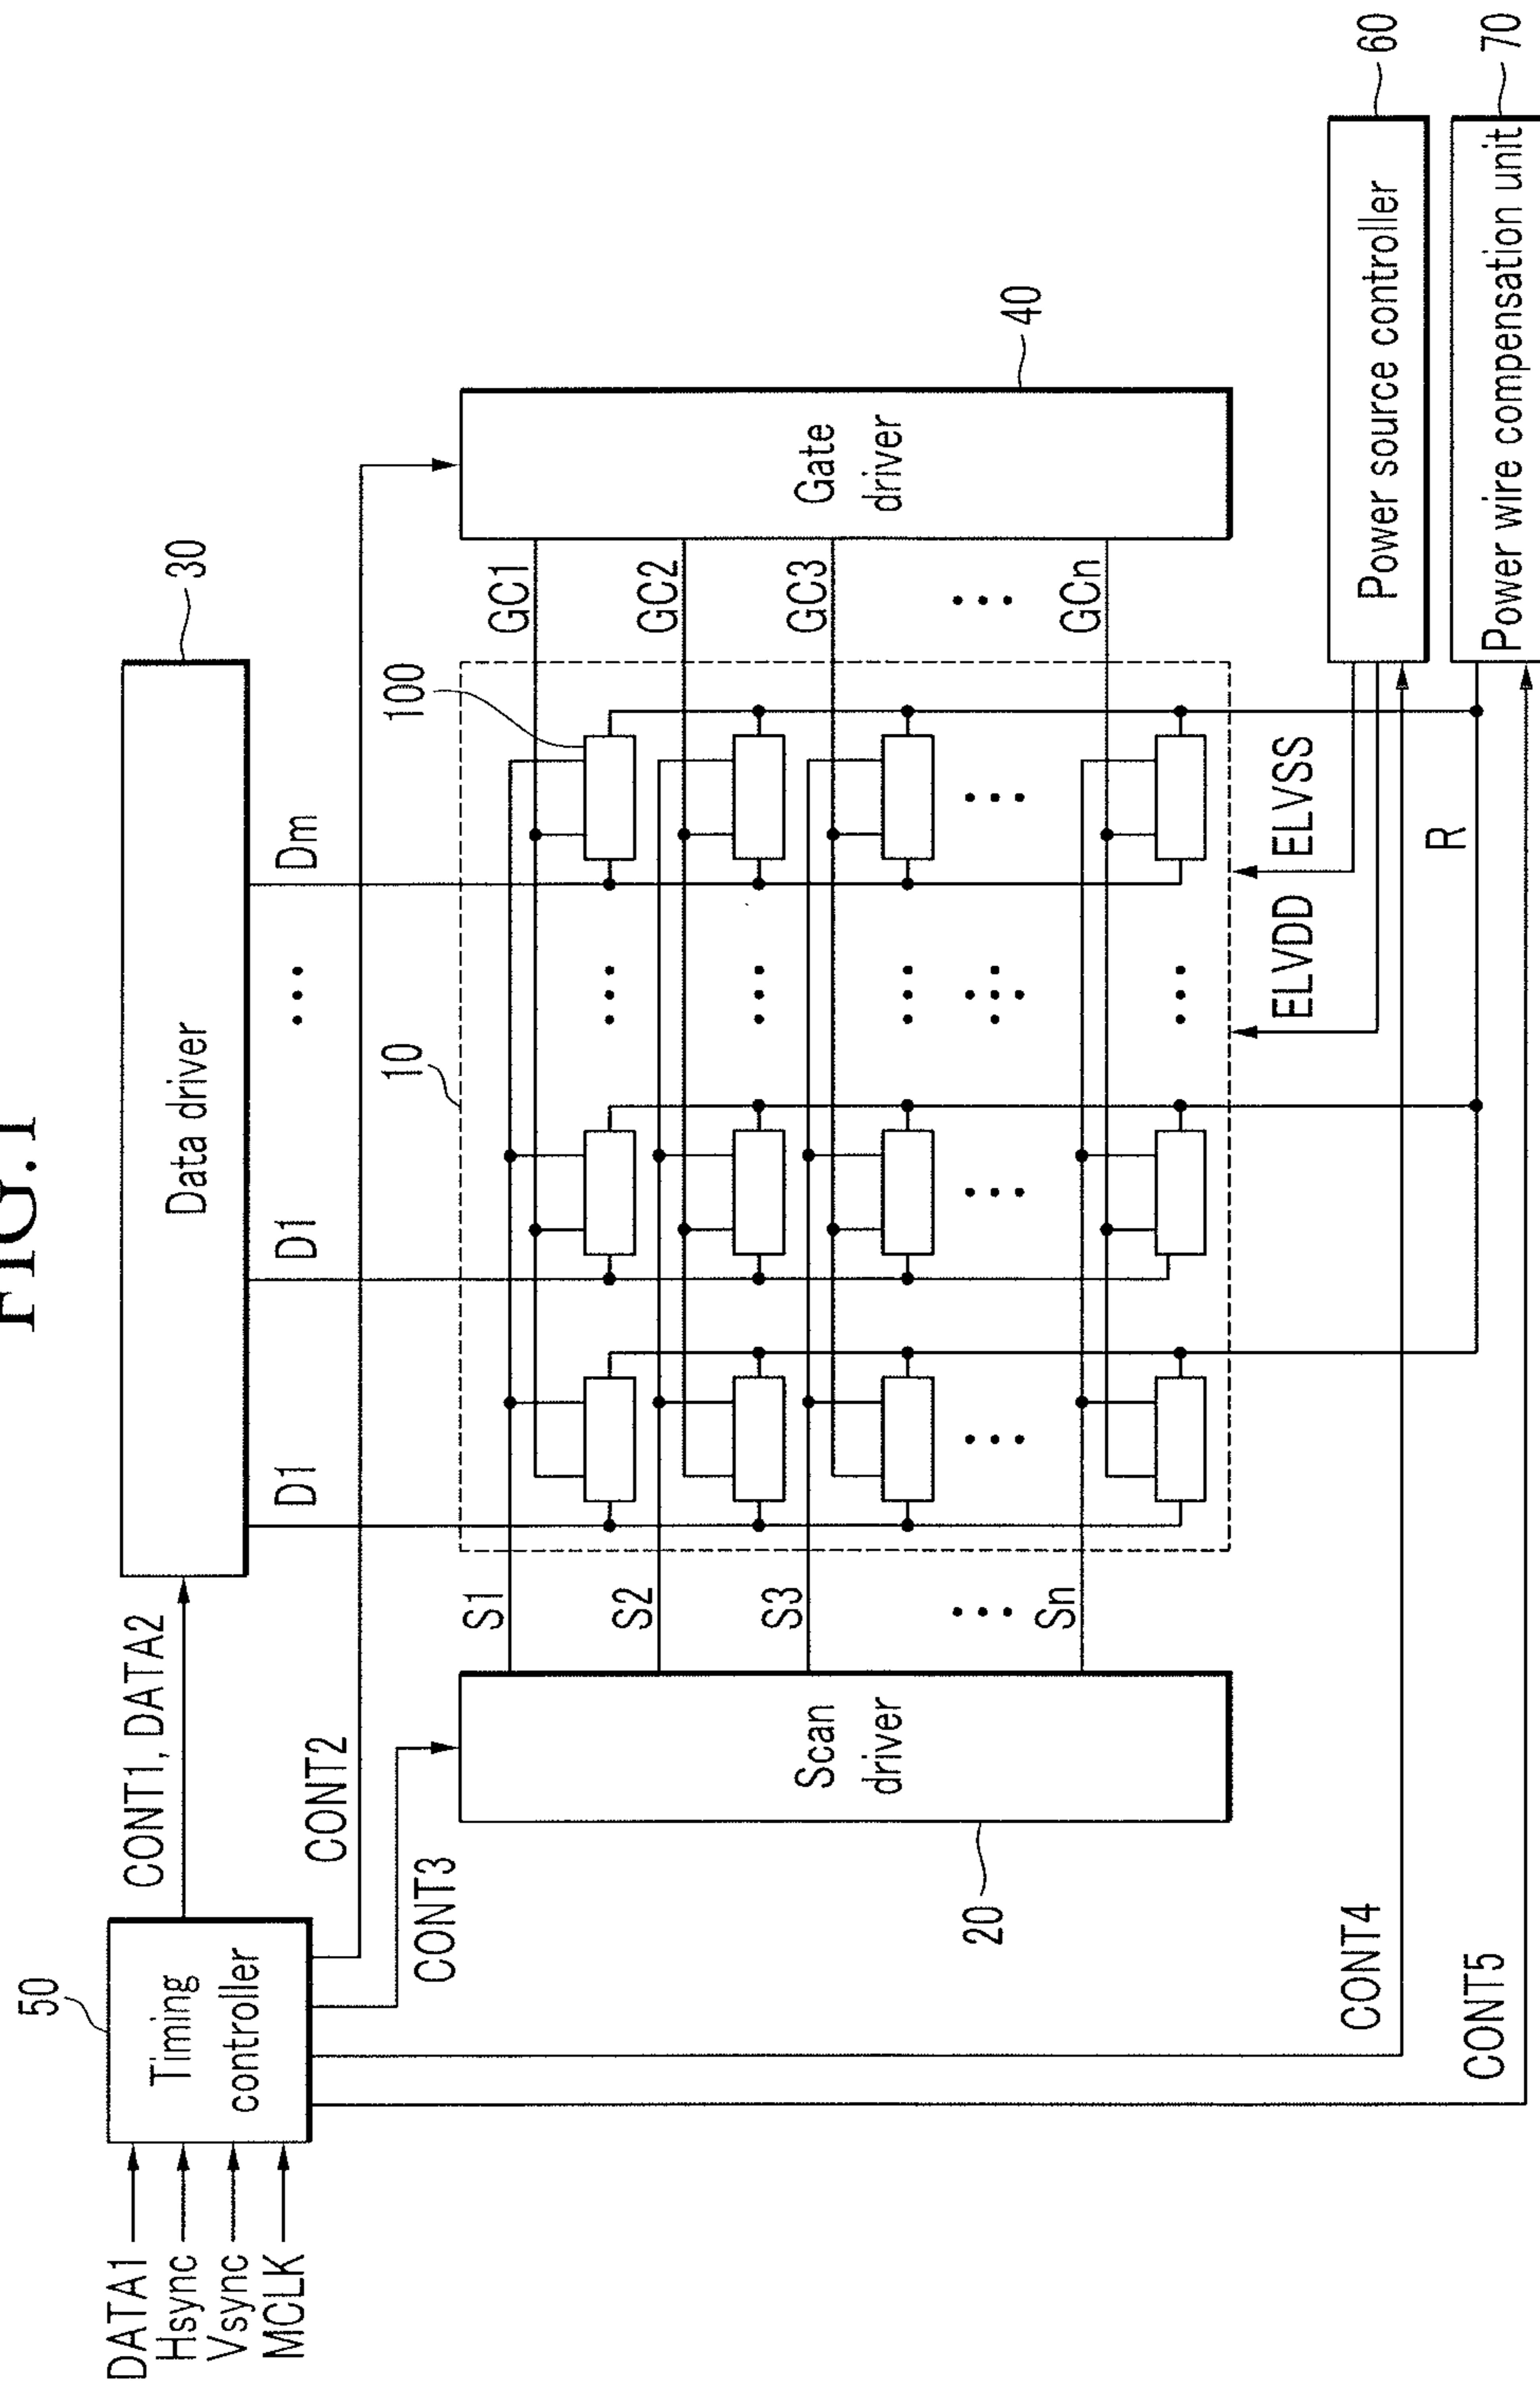 FIG.1
50
DATA1
Hsync
Vsync
MCLK
Timing
controller
CONT1, DATA2
CONT2
CONT3
CONT4
CONT5
Data driver
30
D1
D1
...
Dm
10
100
S1
S2
S3
...
Sn
Scan
driver
20
GC1
GC2
GC3
...
GCn
Gate
driver
40
ELVDD
ELVSS
R
Power source controller
60
Power wire compensation unit
70